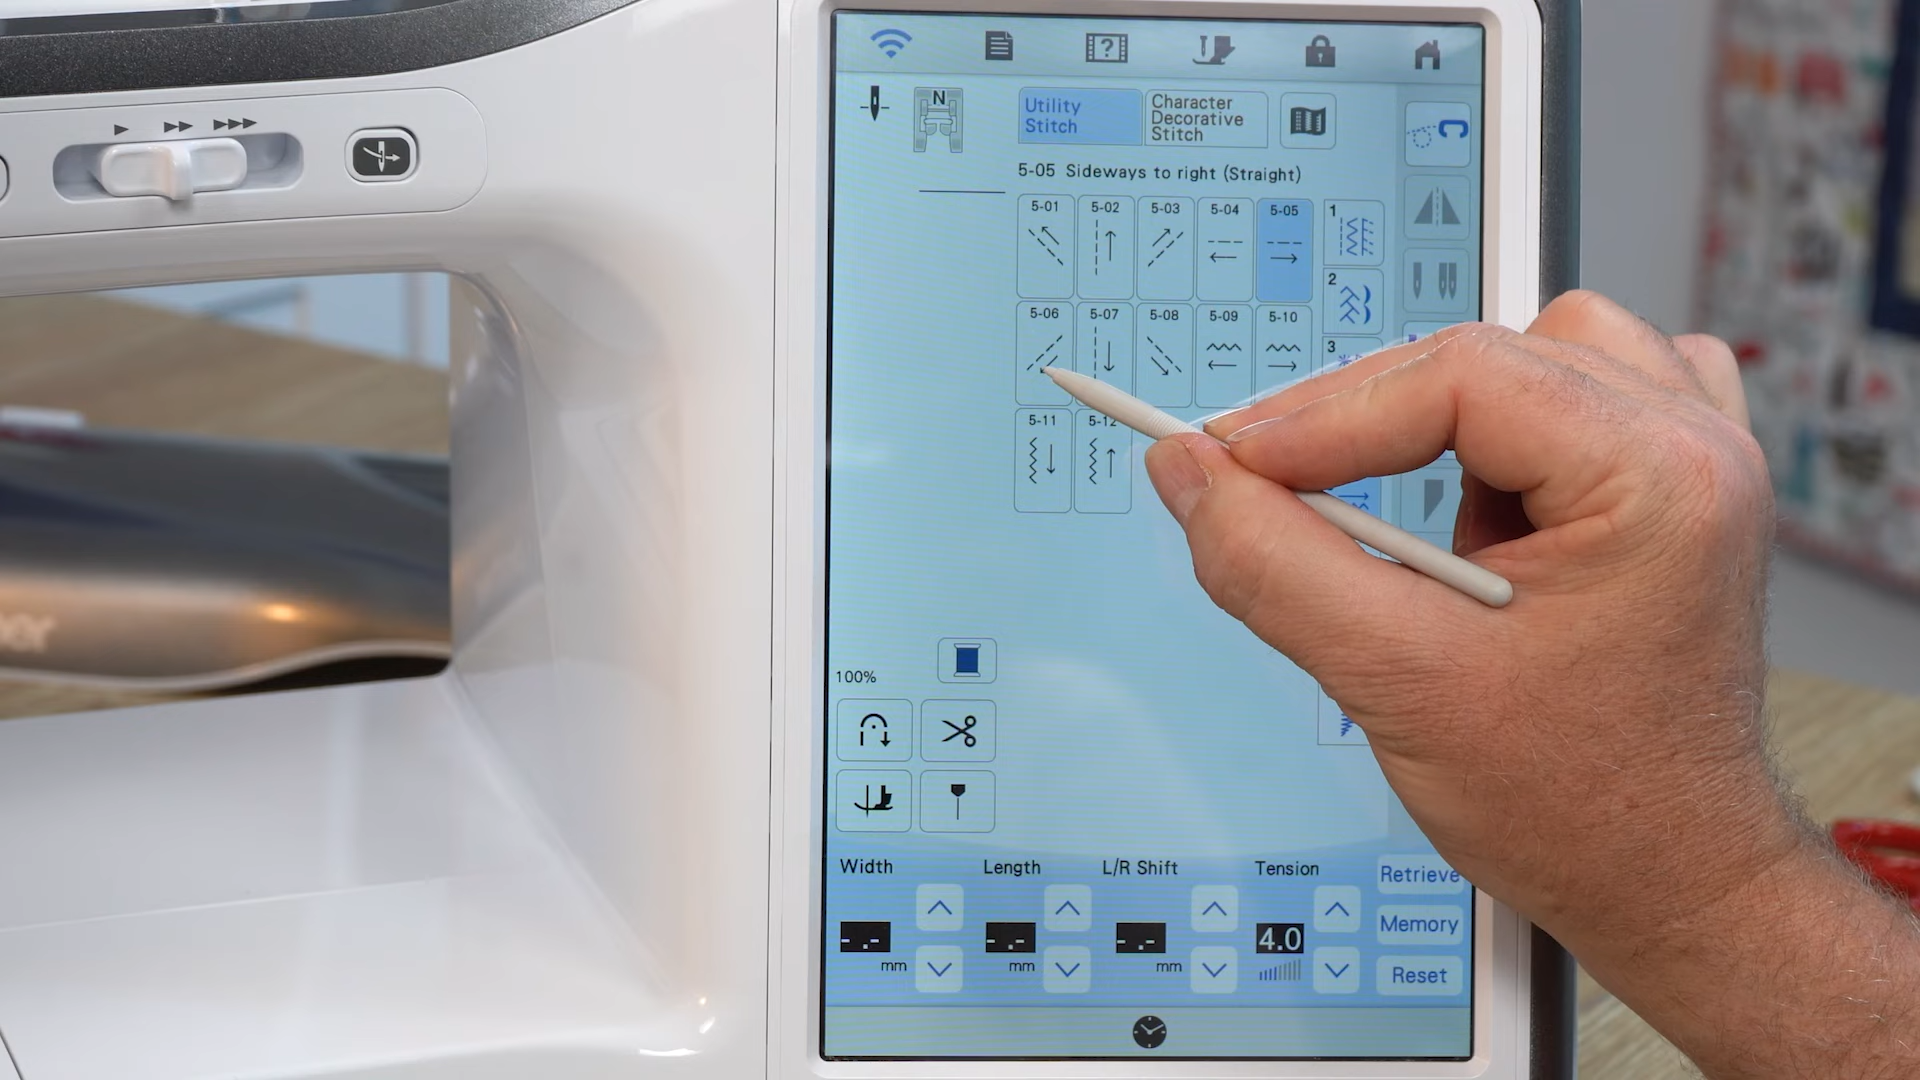 N
Utility
Stitch
Character
Decorative
Stitch
5-05 Sideways to right (Straight)
5-01
5-02
5-03
5-04
5-05
1
5-06
5-07
5-08
5-09
5-10
2
3
5-11
5-12
100%
Width
Length
L/R Shift
Tension
Retrieve
-.-
-.-
-.-
4.0
Memory
mm
mm
mm
Reset